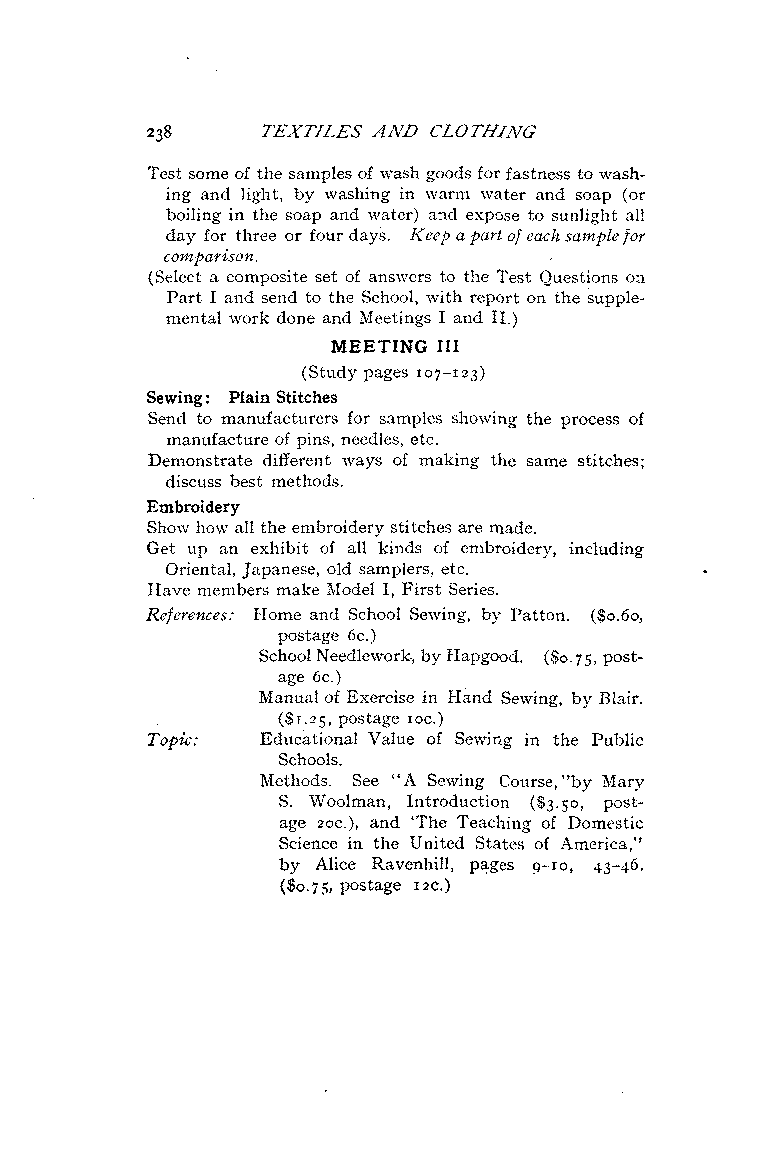 238 TEXTILES AND CLOTHING
Test some of the samples of wash goods for fastness to wash-
ing and light, by washing in warm water and soap (or
boiling in the soap and water) and expose to sunlight all
day for three or four days. Keep a part of each sample for
comparison.
(Select a composite set of answers to the Test Questions on
Part I and send to the School, with report on the supple-
mental work done and Meetings I and II.)
MEETING III
(Study pages 107–123)
Sewing: Plain Stitches
Send to manufacturers for samples showing the process of
manufacture of pins, needles, etc.
Demonstrate different ways of making the same stitches;
discuss best methods.
Embroidery
Show how all the embroidery stitches are made.
Get up an exhibit of all kinds of embroidery, including
Oriental, Japanese, old samplers, etc.
Have members make Model I, First Series.
References: Home and School Sewing, by Patton. ($0.60,
postage 6c.)
School Needlework, by Hapgood. ($0.75, post-
age 6c.)
Manual of Exercise in Hand Sewing, by Blair.
($1.25, postage 10c.)
Topic: Educational Value of Sewing in the Public
Schools.
Methods. See "A Sewing Course,"by Mary
S. Woolman, Introduction ($3.50, post-
age 20c.), and 'The Teaching of Domestic
Science in the United States of America,"
by Alice Ravenhill, pages 9–10, 43–46.
($0.75, postage 12c.)